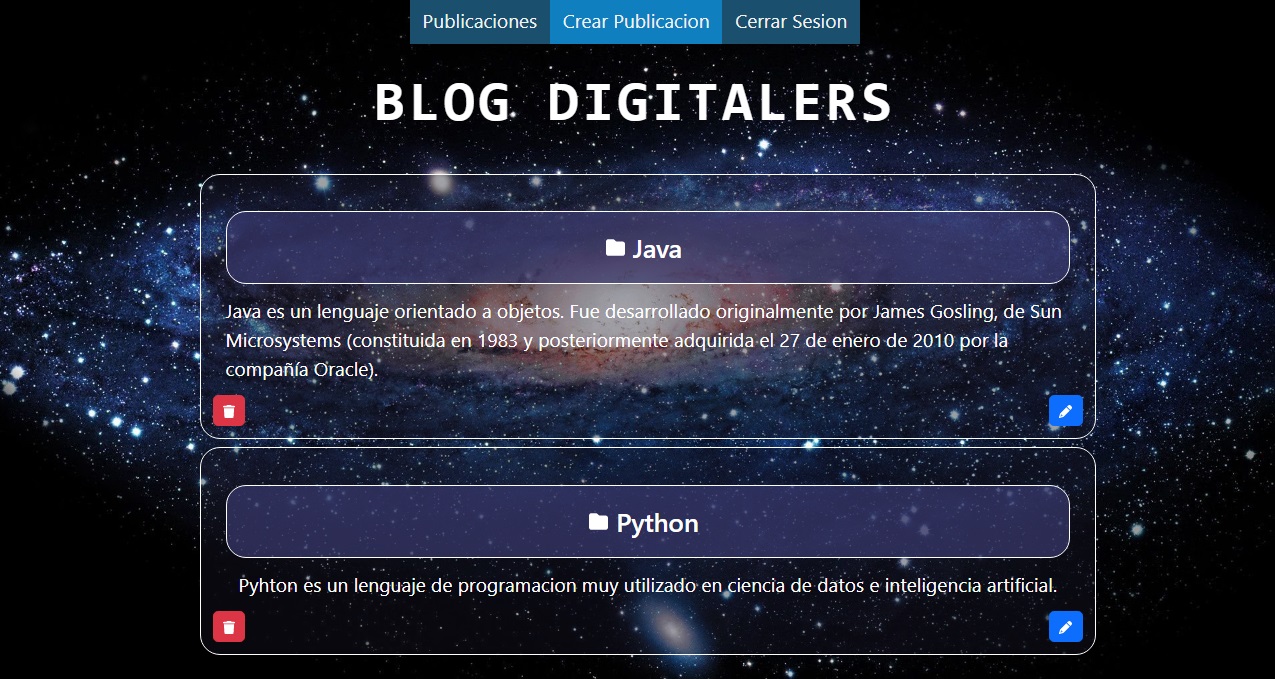 Publicaciones Crear Publicacion Cerrar Sesion
BLOG DIGITALERS
Java
Java es un lenguaje orientado a objetos. Fue desarrollado originalmente por James Gosling, de Sun
Microsystems (constituida en 1983 y posteriormente adquirida el 27 de enero de 2010 por la
compañía Oracle).
Python
Pyhton es un lenguaje de programacion muy utilizado en ciencia de datos e inteligencia artificial.